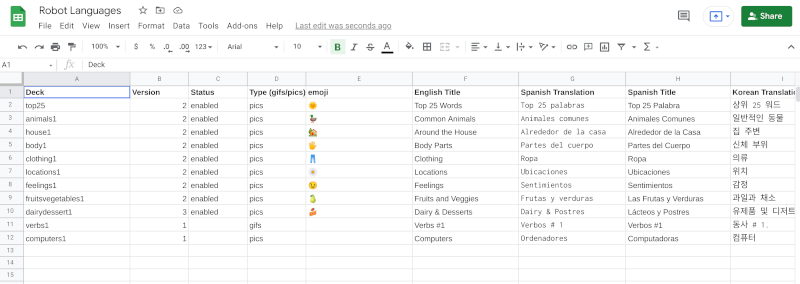 Robot Languages
File Edit View Insert Format Data Tools Add-ons Help Last edit was seconds ago
Share
100% $ % .0 .00 123 Arial 10 B I S A
A1 fx Deck
A B C D E F G H I
1 Deck Version Status Type (gifs/pics) emoji English Title Spanish Translation Spanish Title Korean Translatio
2 top25 2 enabled pics Top 25 Words Top 25 palabras Top 25 Palabra 상위 25 워드
3 animals1 2 enabled pics Common Animals Animales comunes Animales Comunes 일반적인 동물
4 house1 2 enabled pics Around the House Alrededor de la casa Alrededor de la Casa 집 주변
5 body1 2 enabled pics Body Parts Partes del cuerpo Partes del Cuerpo 신체 부위
6 clothing1 2 enabled pics Clothing Ropa Ropa 의류
7 locations1 2 enabled pics Locations Ubicaciones Ubicaciones 위치
8 feelings1 2 enabled pics Feelings Sentimientos Sentimientos 감정
9 fruitsvegetables1 2 enabled pics Fruits and Veggies Frutas y verduras Las Frutas y Verduras 과일과 채소
10 dairydessert1 3 enabled pics Dairy & Desserts Dairy & Postres Lácteos y Postres 유제품 및 디저트
11 verbs1 1 gifs Verbs #1 Verbos # 1 Verbos #1 동사 # 1.
12 computers1 1 pics Computers Ordenadores Computadoras 컴퓨터
13
14
15